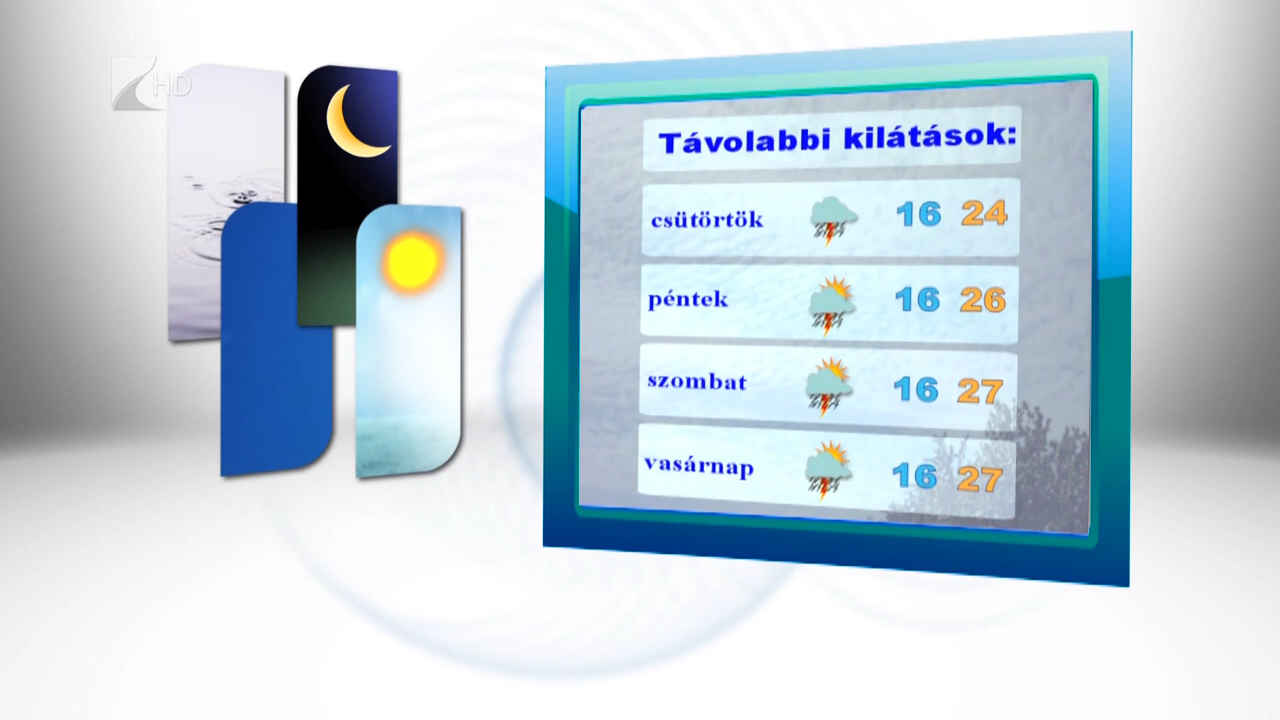 HD
Távolabbi kilátások:
csütörtök 16 24
péntek 16 26
szombat 16 27
vasárnap 16 27